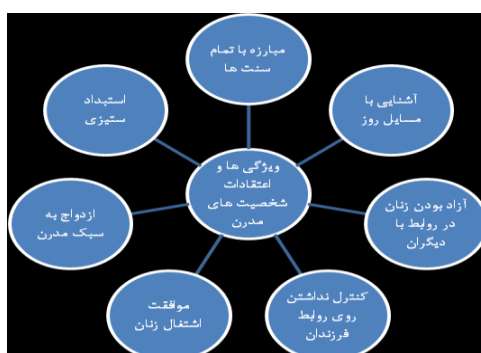 مبارزه با تمام
سنت ها
آشنایی با
مسایل روز
آزاد بودن زنان
در روابط با
دیگران
کنترل نداشتن
روی روابط
فرزندان
موافقت
اشتغال زنان
ازدواج به
سبک مدرن
استبداد
ستیزی
ویژگی ها و
اعتقادات
شخصیت های
مدرن